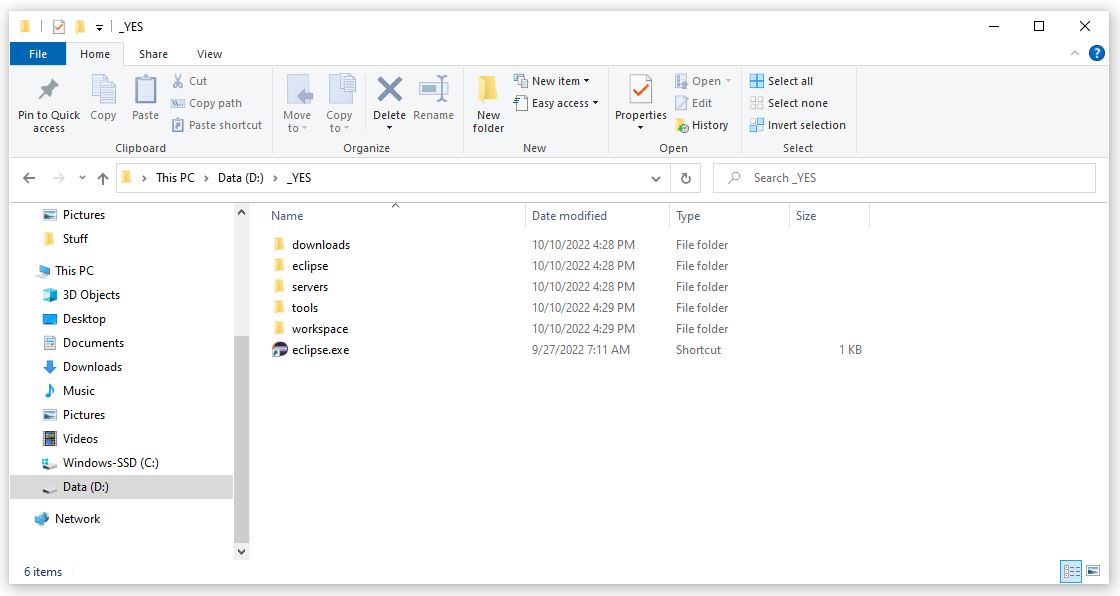 _YES
File Home Share View
Pin to Quick access
Copy
Paste
Cut
Copy path
Paste shortcut
Clipboard
Move to
Copy to
Delete
Rename
Organize
New folder
New item
Easy access
New
Properties
Open
Edit
History
Open
Select all
Select none
Invert selection
Select
This PC > Data (D:) > _YES
Search _YES
Pictures
Stuff
This PC
3D Objects
Desktop
Documents
Downloads
Music
Pictures
Videos
Windows-SSD (C:)
Data (D:)
Network
Name Date modified Type Size
downloads 10/10/2022 4:28 PM File folder
eclipse 10/10/2022 4:28 PM File folder
servers 10/10/2022 4:28 PM File folder
tools 10/10/2022 4:29 PM File folder
workspace 10/10/2022 4:29 PM File folder
eclipse.exe 9/27/2022 7:11 AM Shortcut 1 KB
6 items